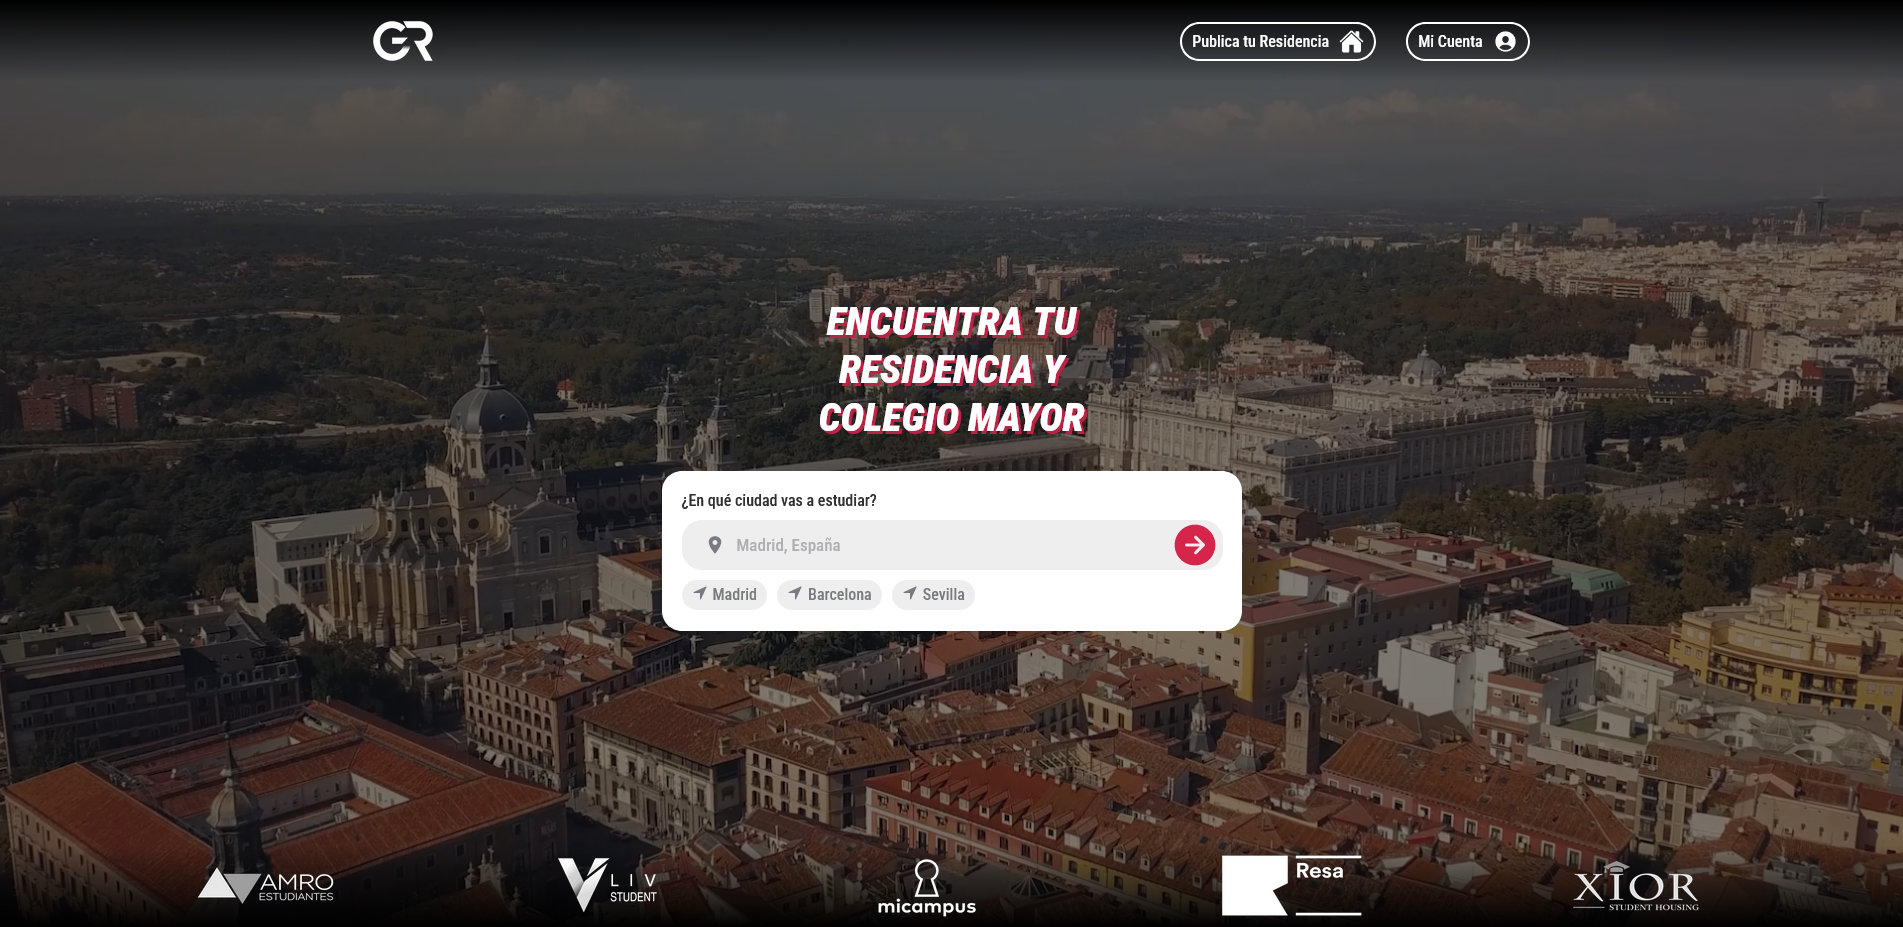 GR
Publica tu Residencia
Mi Cuenta
ENCUENTRA TU
RESIDENCIA Y
COLEGIO MAYOR
¿En qué ciudad vas a estudiar?
Madrid, España
Madrid
Barcelona
Sevilla
AMRO
ESTUDIANTES
LIV
STUDENT
micampus
Resa
XIOR
STUDENT HOUSING